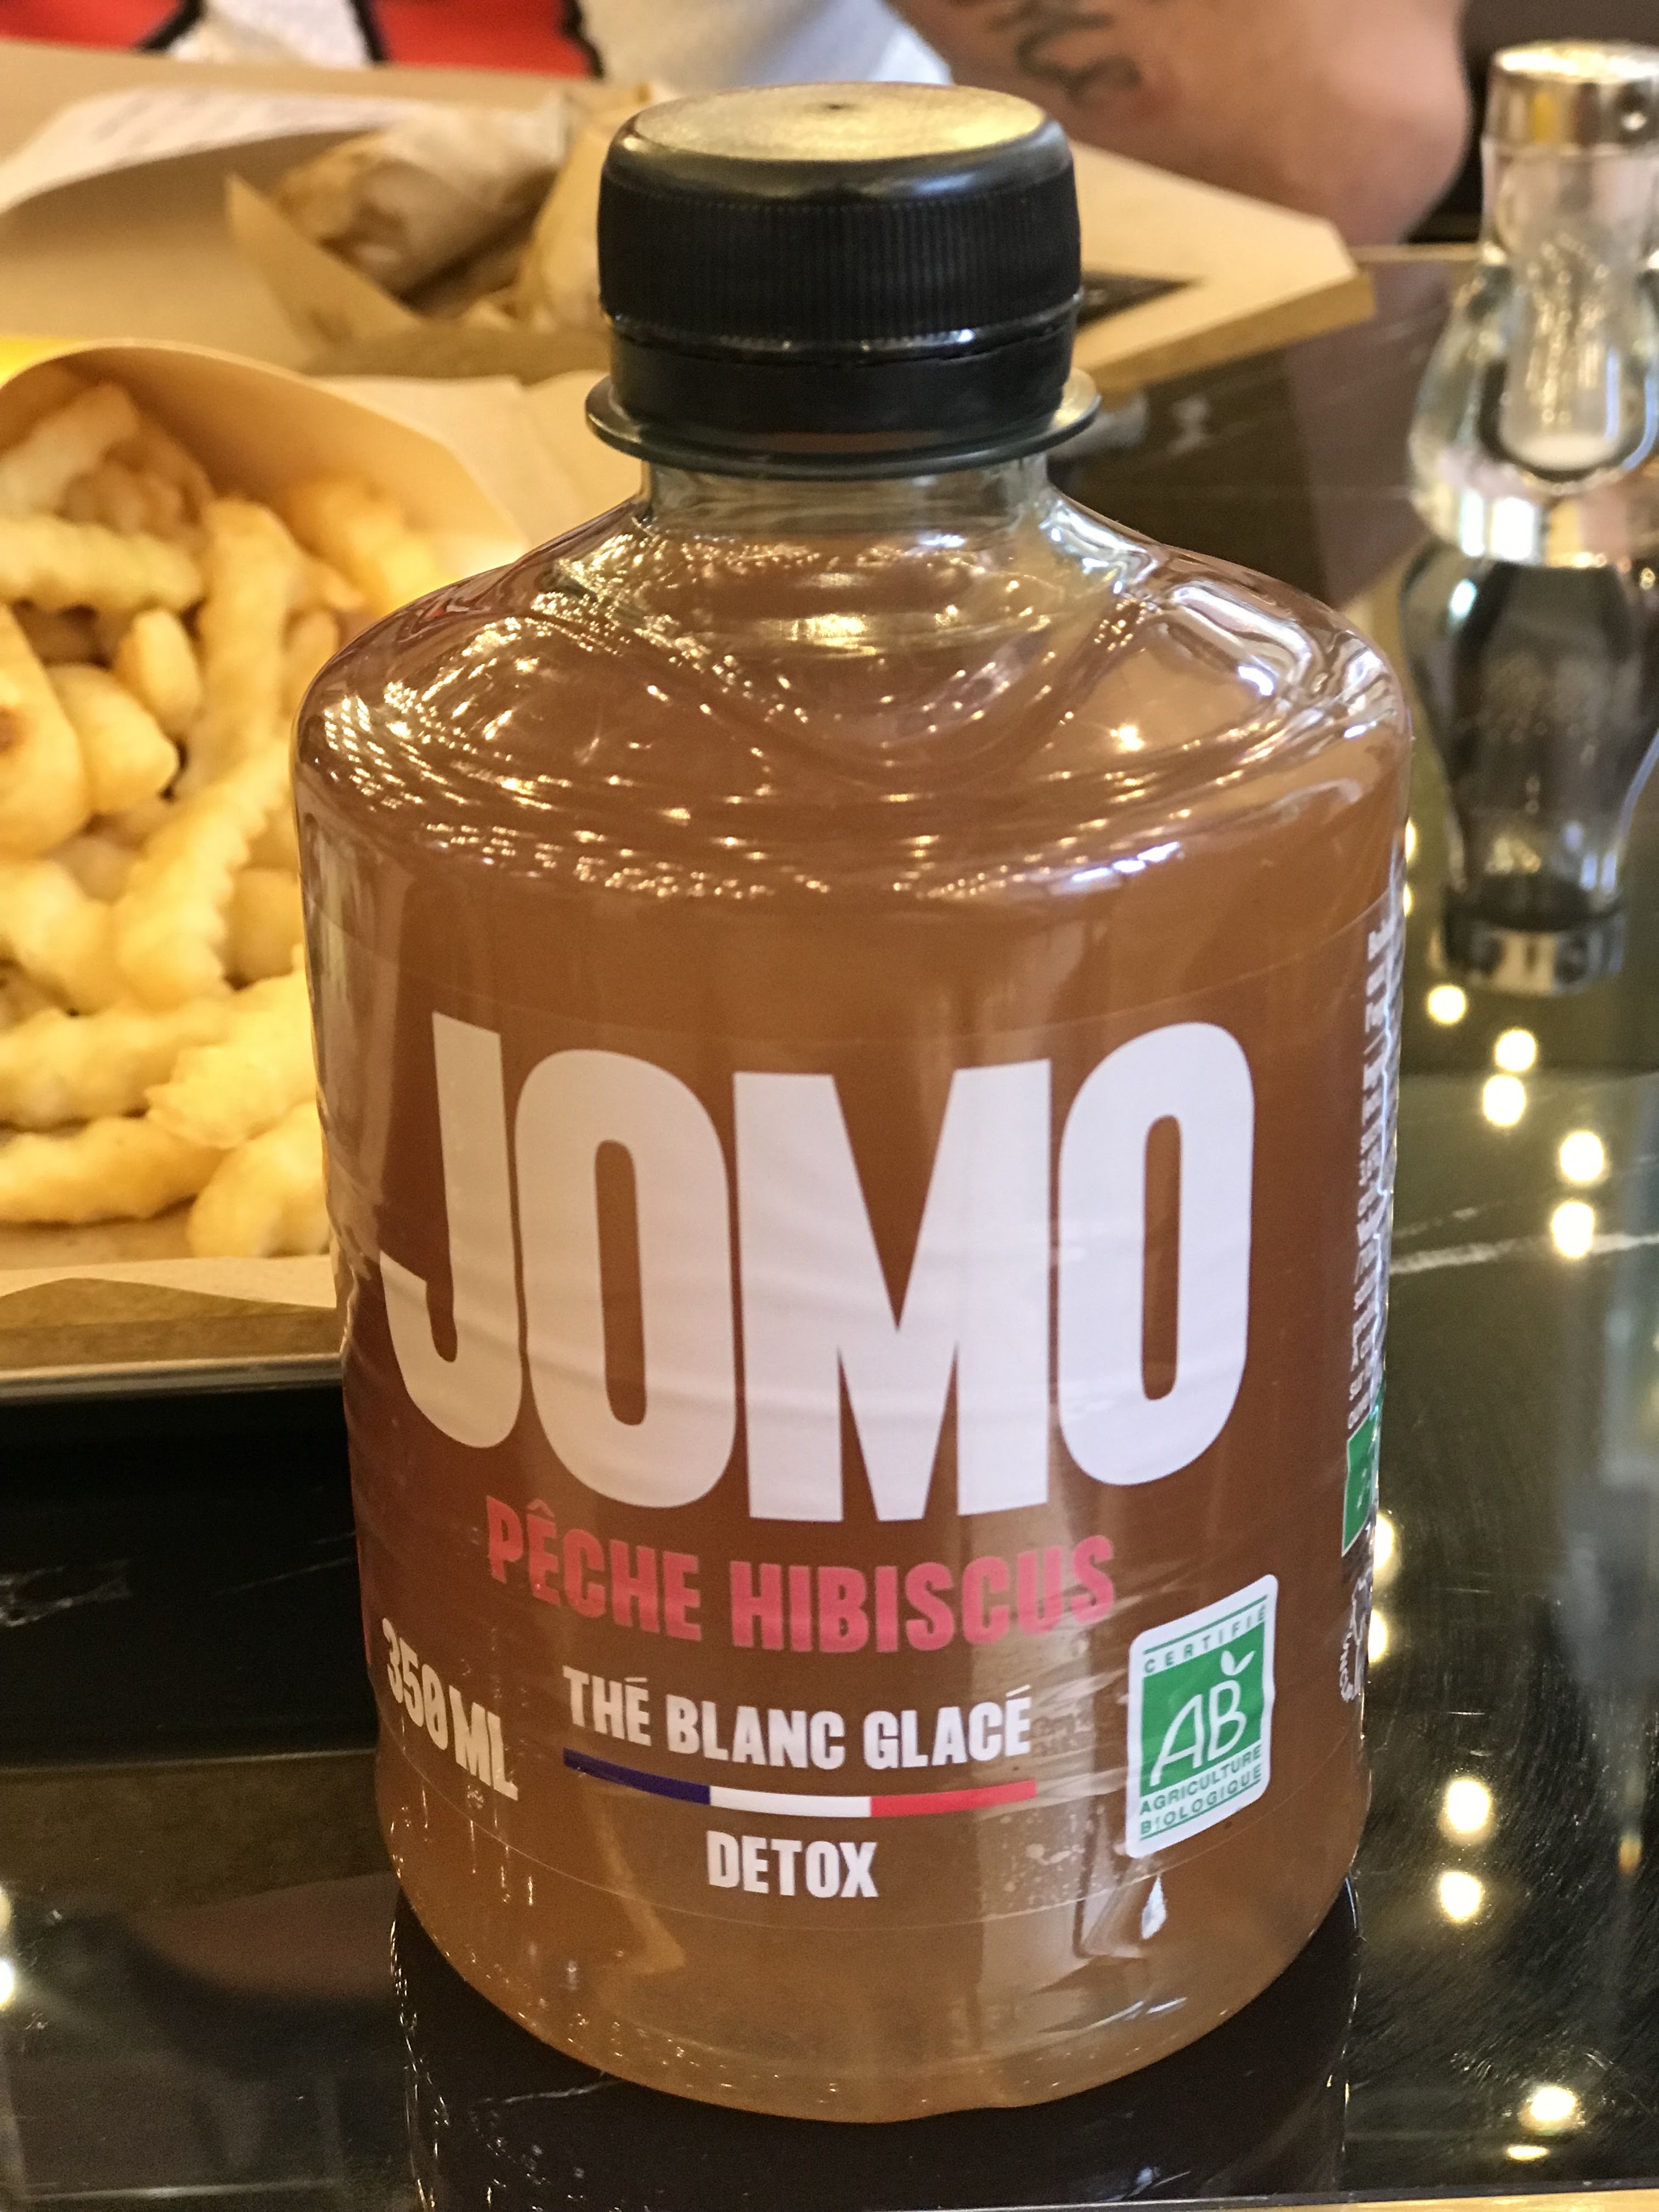 JOMO
PÊCHE HIBISCUS
350 ML
THÉ BLANC GLACÉ
DETOX
CERTIFIÉ
AB
AGRICULTURE
BIOLOGIQUE